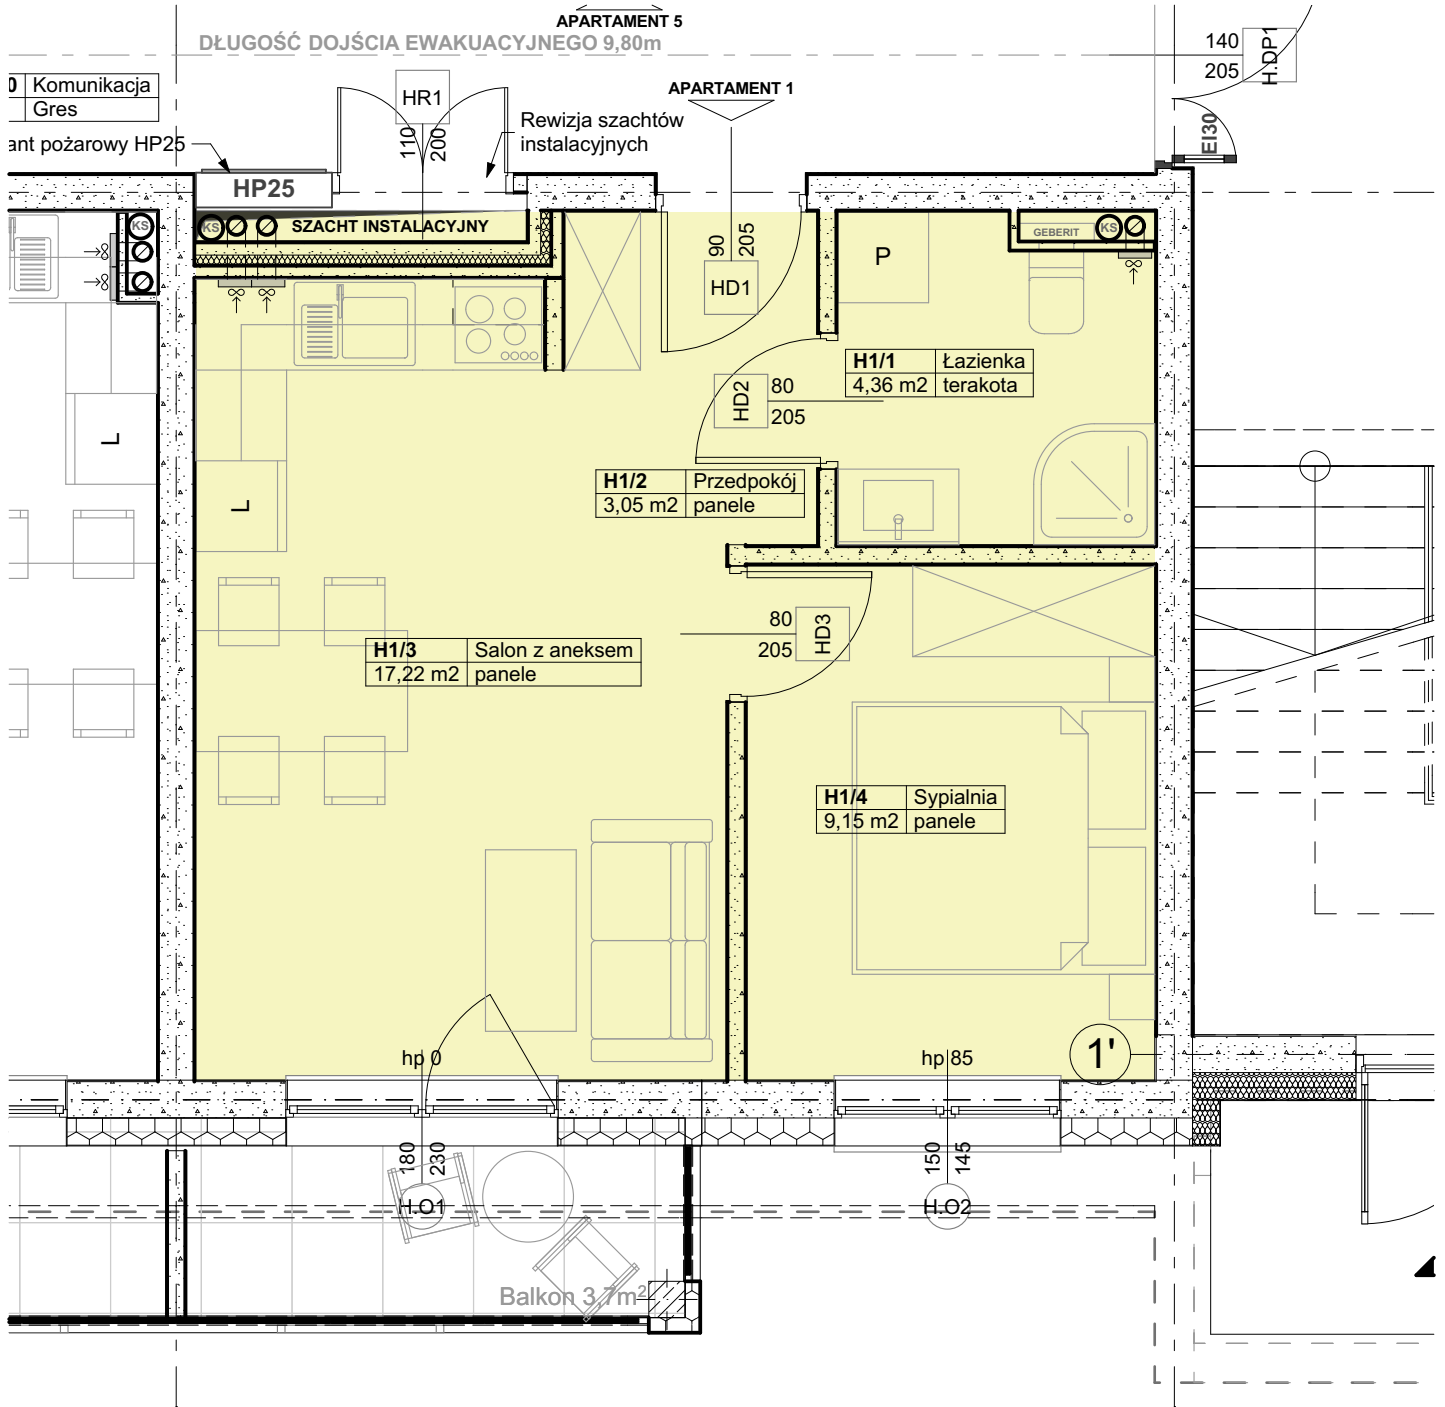 APARTAMENT 5
DŁUGOŚĆ DOJŚCIA EWAKUACYJNEGO 9,80m
140
205
H.DP1
0 Komunikacja
Gres
HR1
110
200
APARTAMENT 1
Rewizja szachtów
instalacyjnych
EI30
ant pożarowy HP25
HP25
KS
KS
SZACHT INSTALACYJNY
GEBERIT
KS
90
205
HD1
P
H1/1 Łazienka
4,36 m2 terakota
HD2
80
205
L
H1/2 Przedpokój
3,05 m2 panele
L
80
205
HD3
H1/3 Salon z aneksem
17,22 m2 panele
H1/4 Sypialnia
9,15 m2 panele
hp 0
hp 85
1'
180
230
150
145
H.O1
H.O2
Balkon 3,7m²